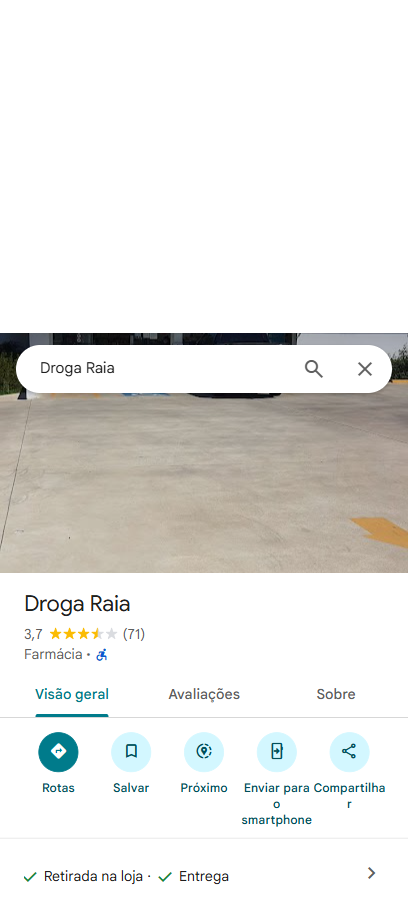 Droga Raia
Droga Raia
3,7 (71)
Farmácia ·
Visão geral Avaliações Sobre
Rotas Salvar Próximo Enviar para o smartphone Compartilhar
Retirada na loja · Entrega